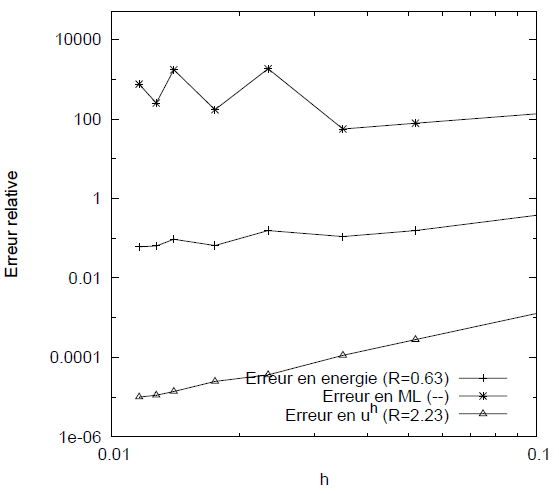 10000
100
1
0.01
0.0001
1e-06
Erreur relative
Erreur en energie (R=0.63)
Erreur en ML (--)
Erreur en u^h (R=2.23)
0.01
0.1
h